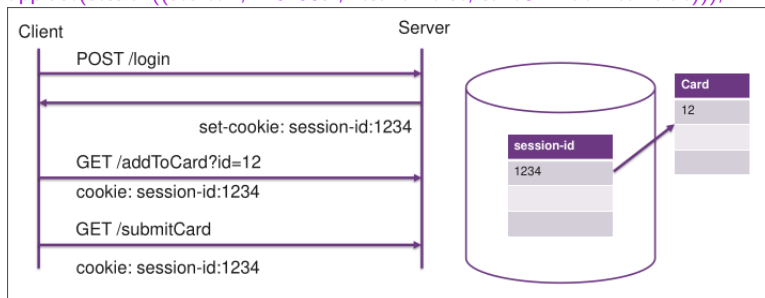 Client
Server
POST /login
set-cookie: session-id:1234
GET /addToCard?id=12
cookie: session-id:1234
GET /submitCard
cookie: session-id:1234
session-id
1234
Card
12